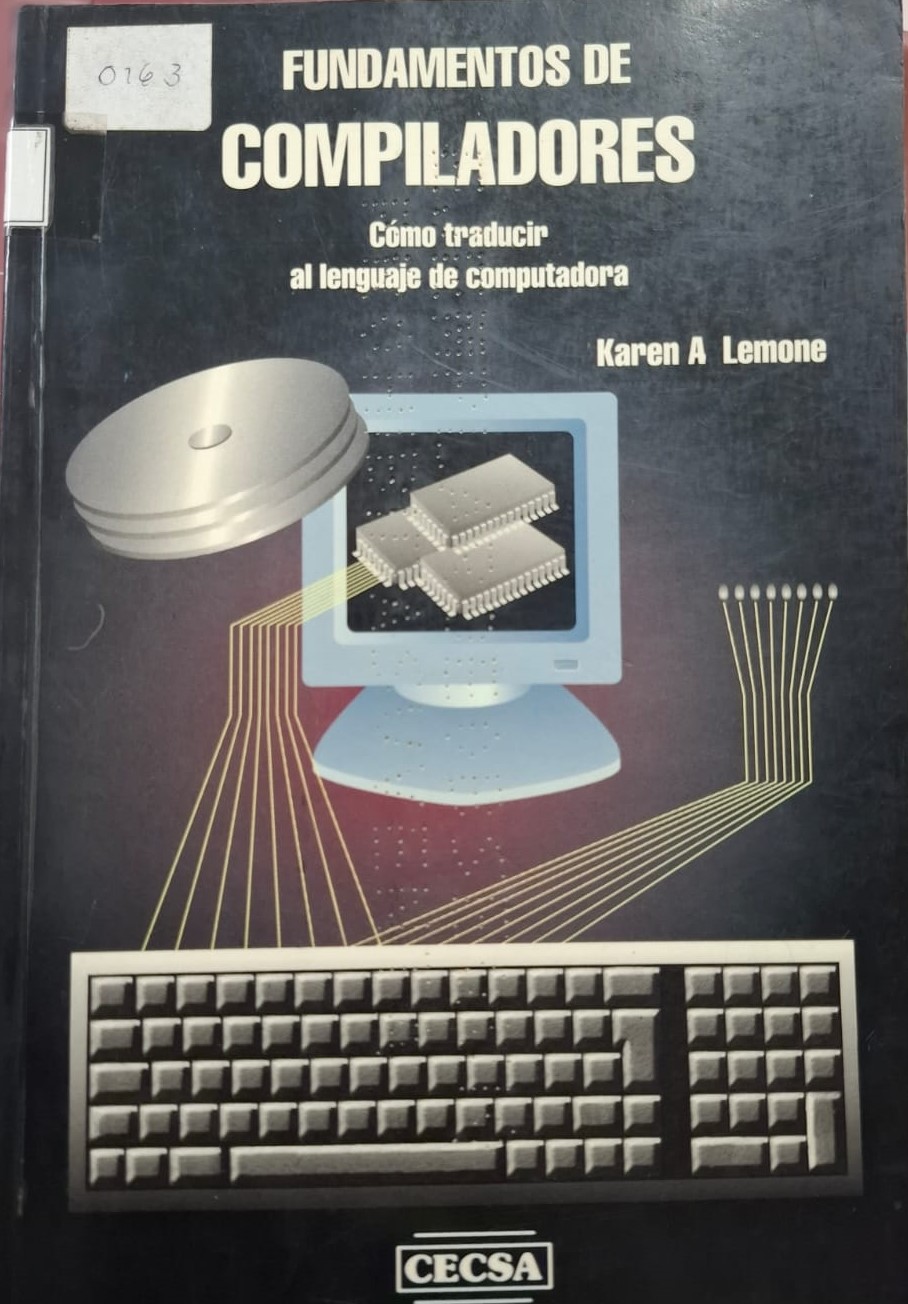 0163
FUNDAMENTOS DE
COMPILADORES
Cómo traducir
al lenguaje de computadora
Karen A Lemone
CECSA